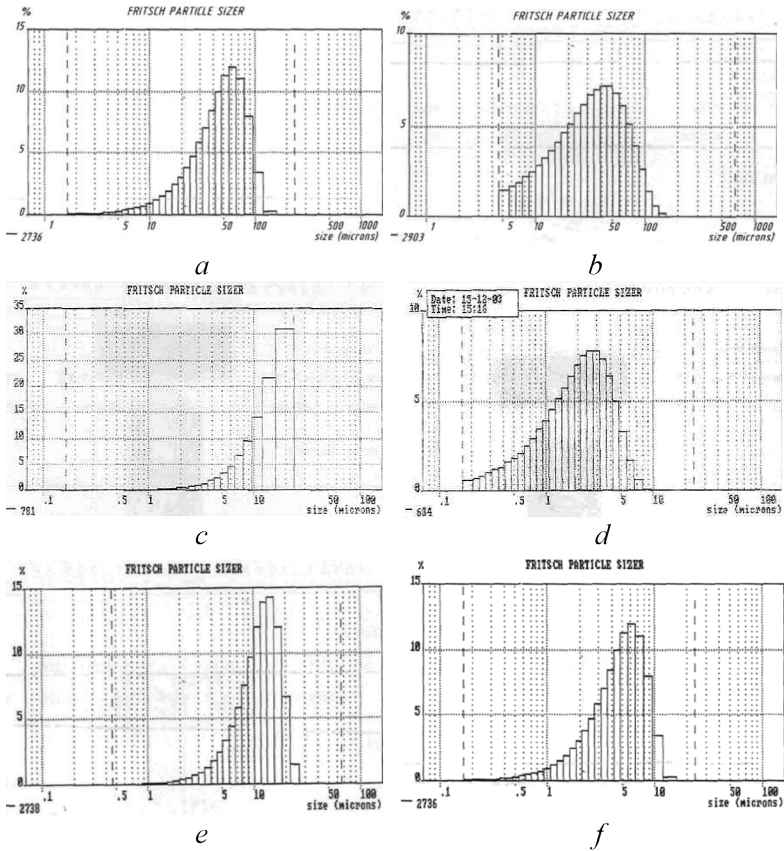 % FRITSCH PARTICLE SIZER
15
10
5
0
1 5 10 50 100 500 1000
2736 size (microns)
a
% FRITSCH PARTICLE SIZER
10
5
0
1 5 10 50 100 500 1000
2903 size (microns)
b
% FRITSCH PARTICLE SIZER
35
30
25
20
15
10
5
0
.1 .5 1 5 10 50 100
781 size (microns)
c
% FRITSCH PARTICLE SIZER
Date: 15-12-03
Time: 15:16
10
5
0
.1 .5 1 5 10 50 100
604 size (microns)
d
% FRITSCH PARTICLE SIZER
15
10
5
0
.1 .5 1 5 10 50 100
2738 size (microns)
e
% FRITSCH PARTICLE SIZER
15
10
5
0
.1 .5 1 5 10 50 100
2736 size (microns)
f